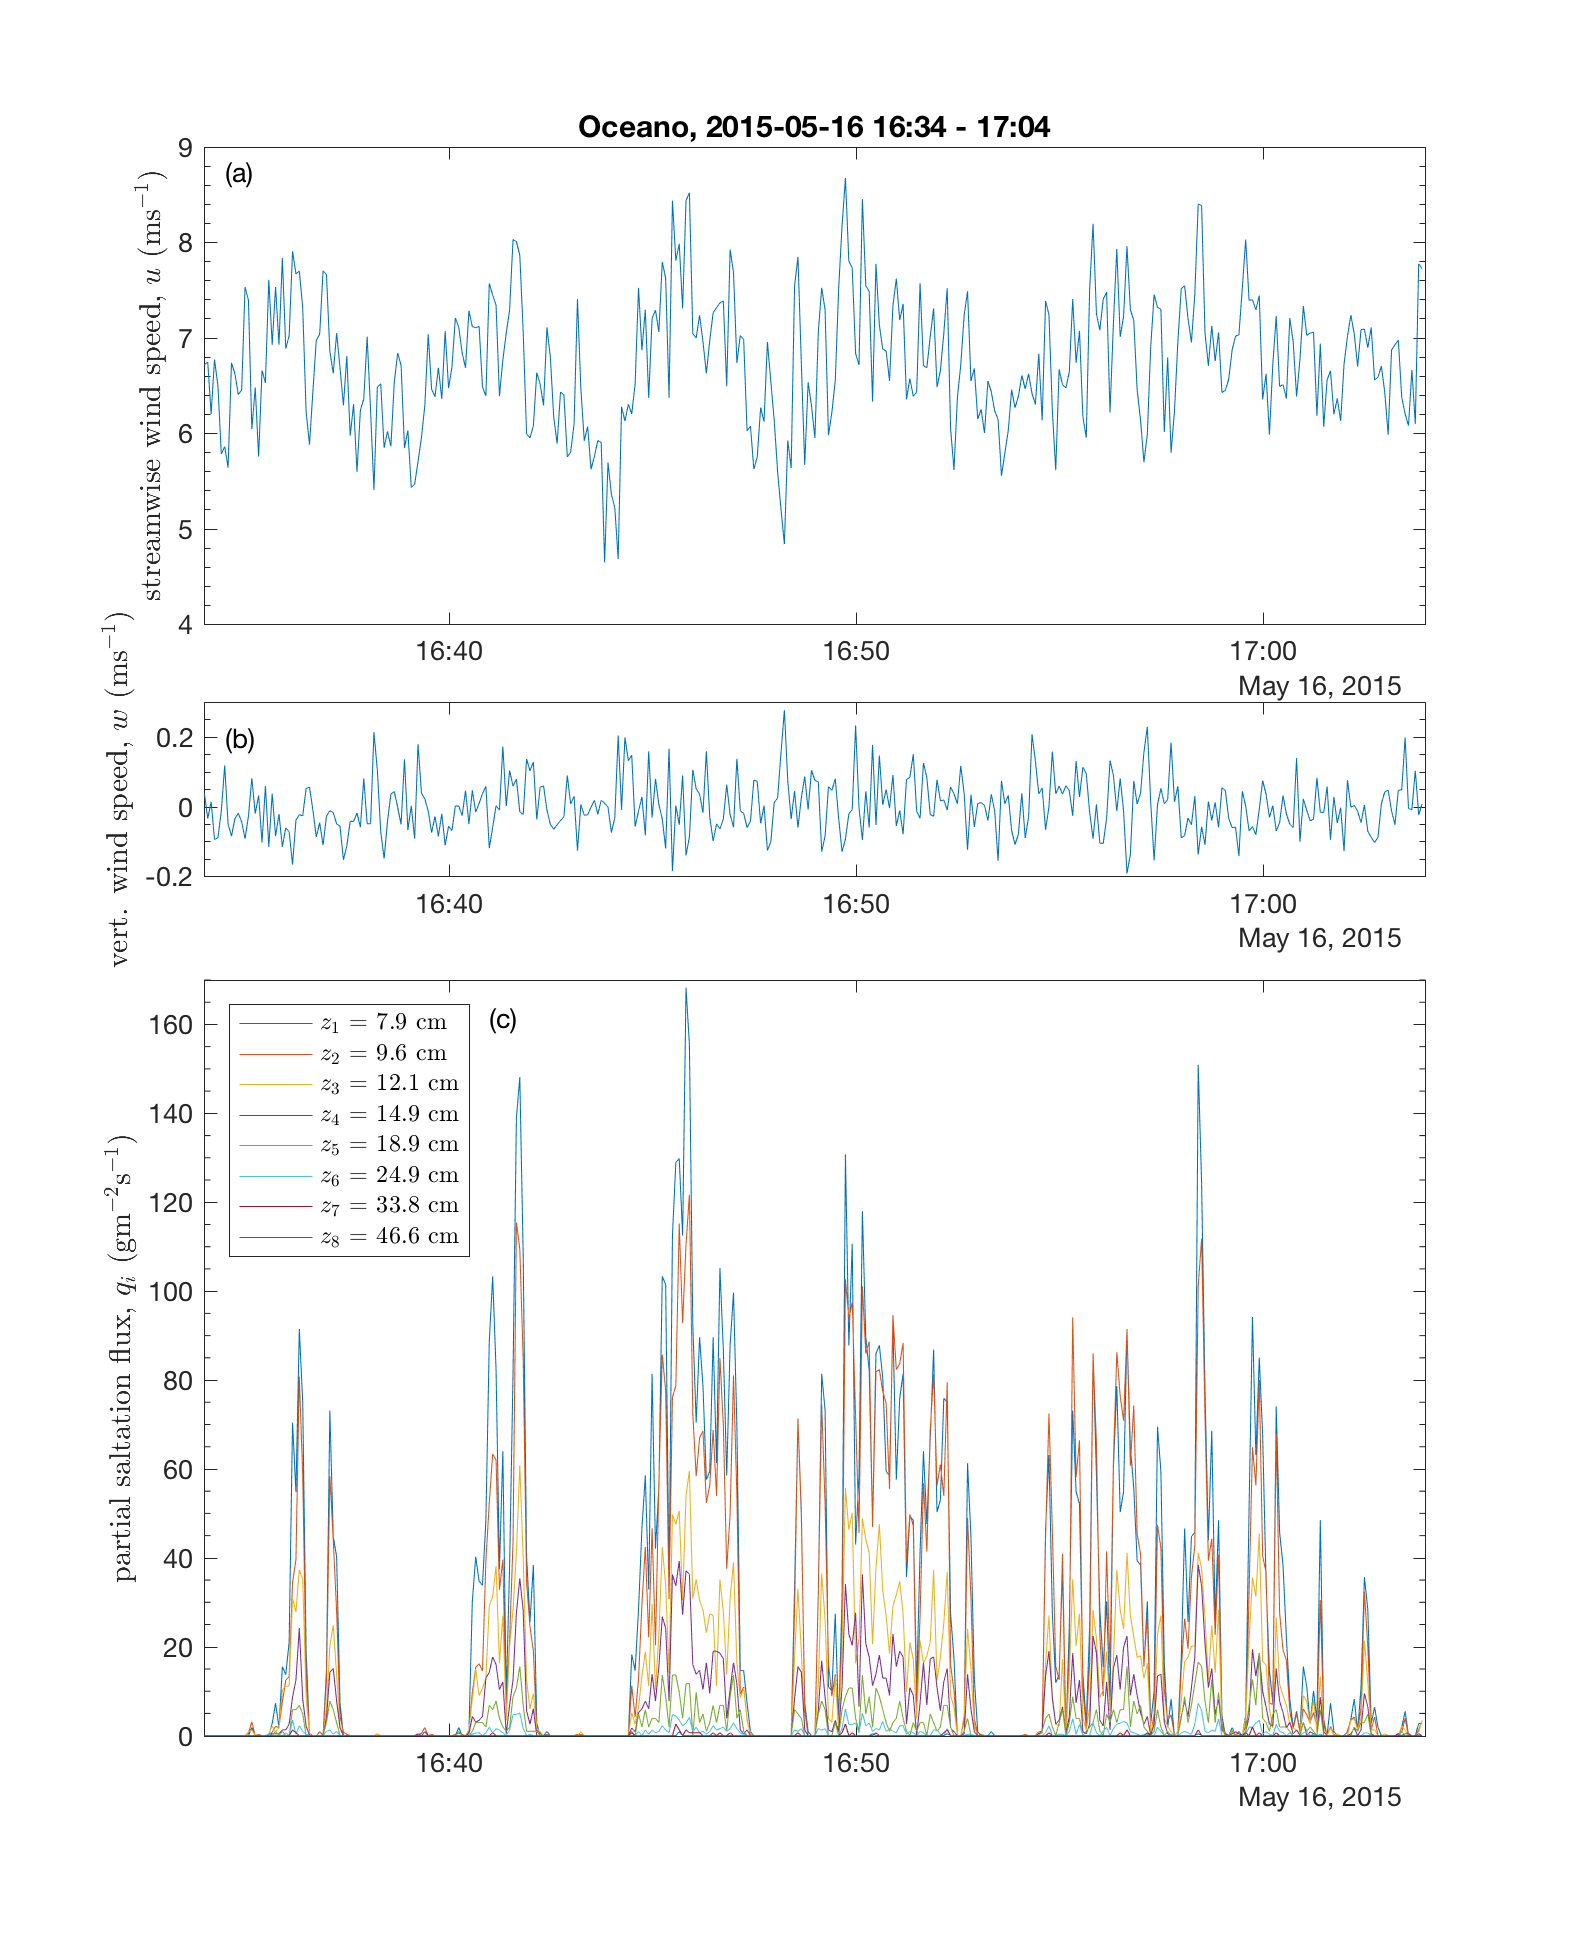 Oceano, 2015-05-16 16:34 - 17:04
(a)
streamwise wind speed, u (ms⁻¹)
9
8
7
6
5
4
16:40 16:50 17:00
May 16, 2015
(b)
vert. wind speed, w (ms⁻¹)
0.2
0
-0.2
16:40 16:50 17:00
May 16, 2015
(c)
partial saltation flux, qᵢ (gm⁻²s⁻¹)
160
140
120
100
80
60
40
20
0
z₁ = 7.9 cm
z₂ = 9.6 cm
z₃ = 12.1 cm
z₄ = 14.9 cm
z₅ = 18.9 cm
z₆ = 24.9 cm
z₇ = 33.8 cm
z₈ = 46.6 cm
16:40 16:50 17:00
May 16, 2015